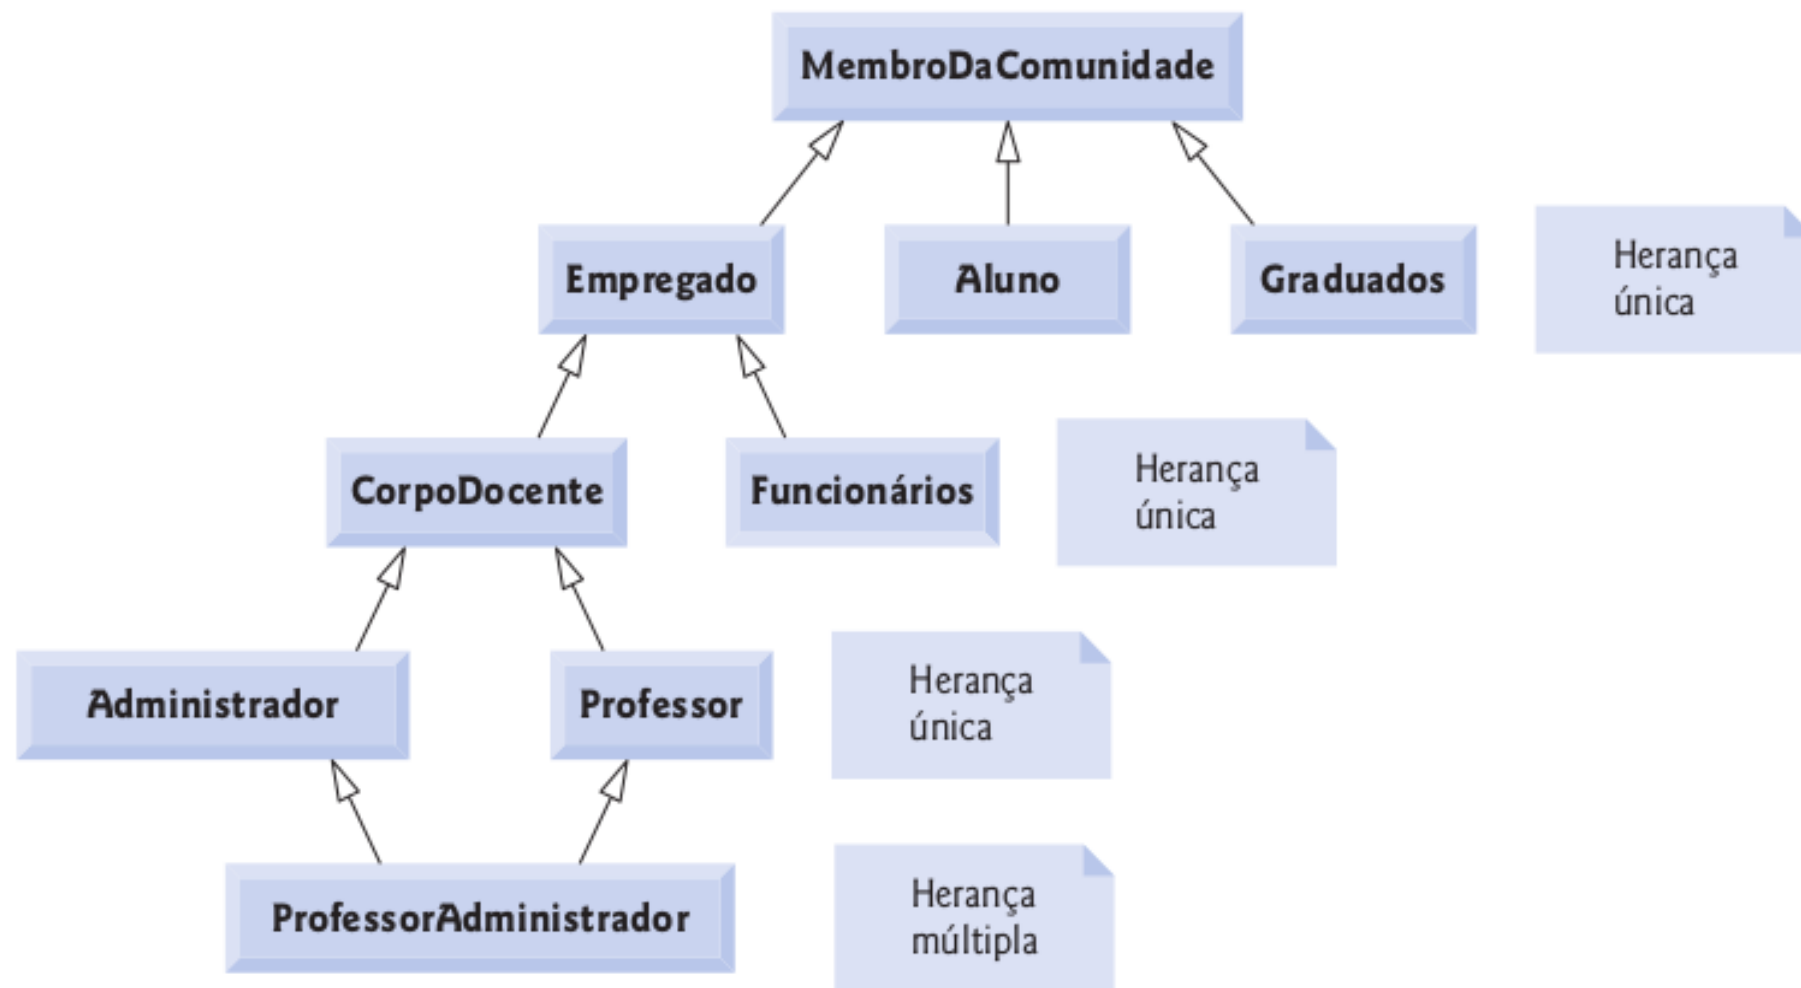 MembroDaComunidade
Empregado
Aluno
Graduados
Herança
única
CorpoDocente
Funcionários
Herança
única
Administrador
Professor
Herança
única
ProfessorAdministrador
Herança
múltipla